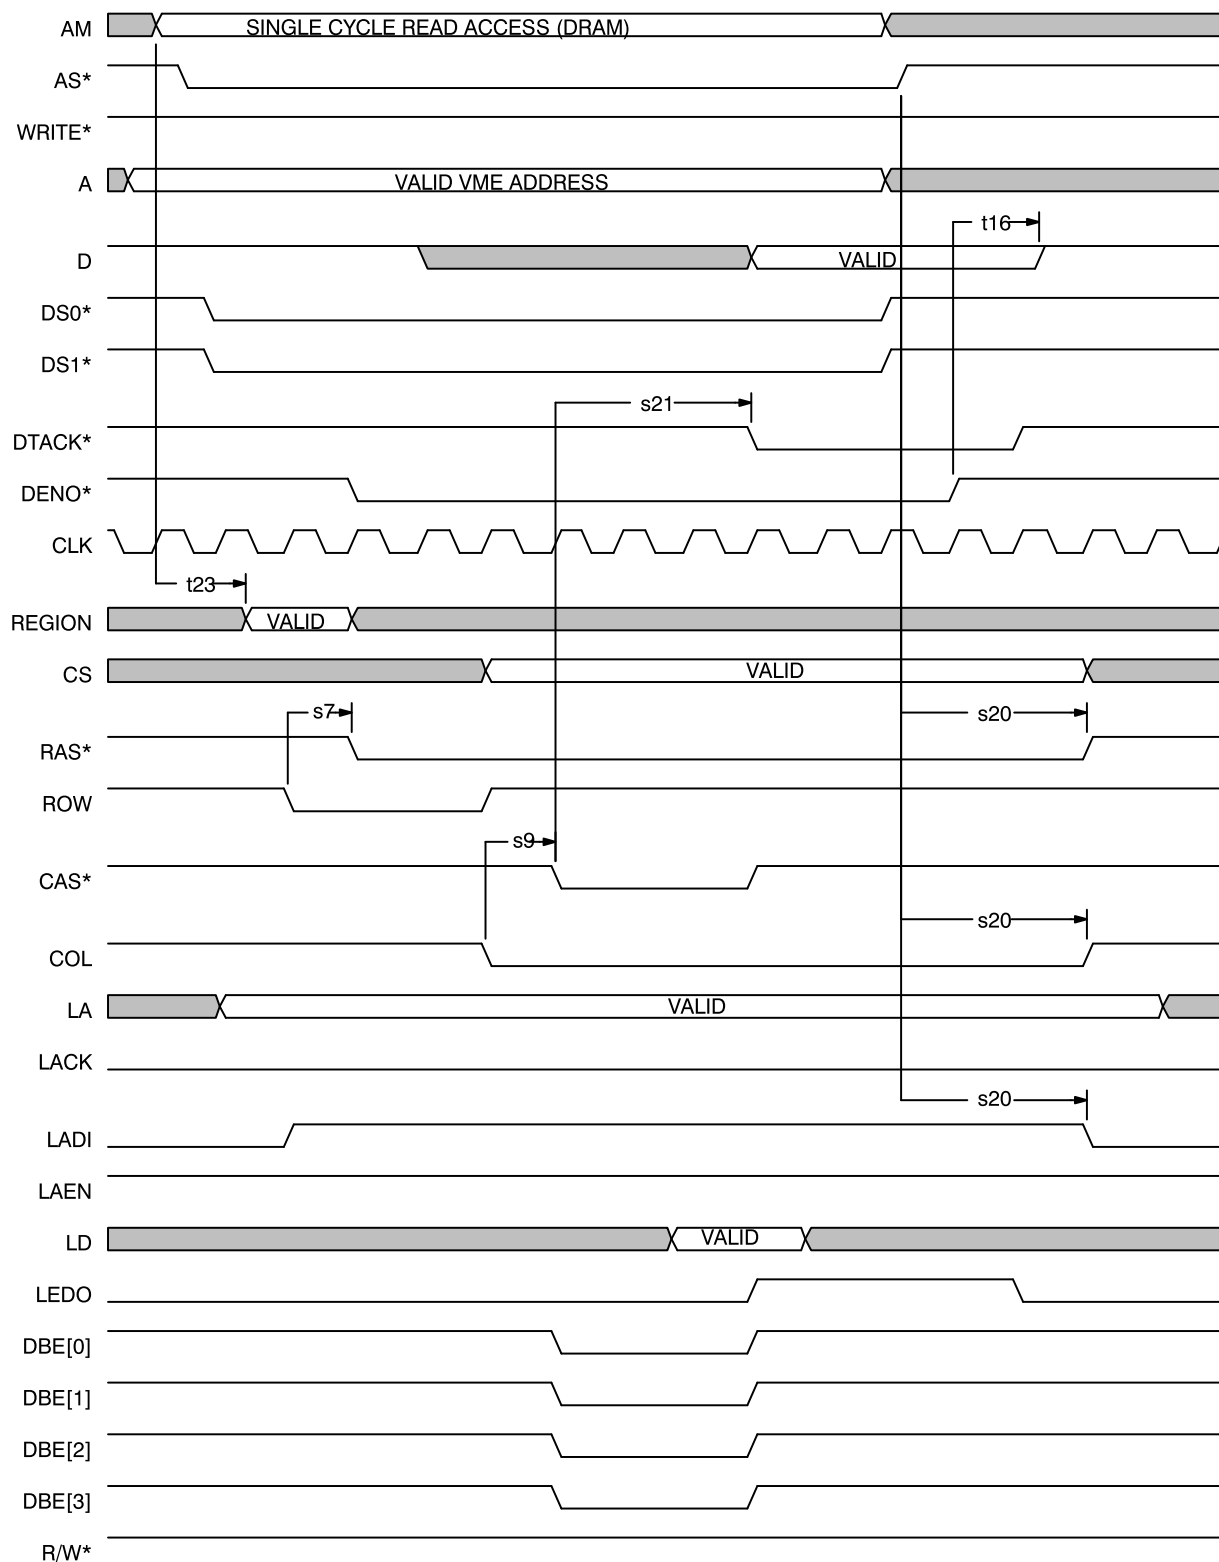 AM SINGLE CYCLE READ ACCESS (DRAM)
AS*
WRITE*
A VALID VME ADDRESS
t16
D VALID
DS0*
DS1*
s21
DTACK*
DENO*
CLK
t23
REGION VALID
CS VALID
s7 s20
RAS*
ROW
s9
CAS*
s20
COL
LA VALID
LACK
s20
LADI
LAEN
LD VALID
LEDO
DBE[0]
DBE[1]
DBE[2]
DBE[3]
R/W*